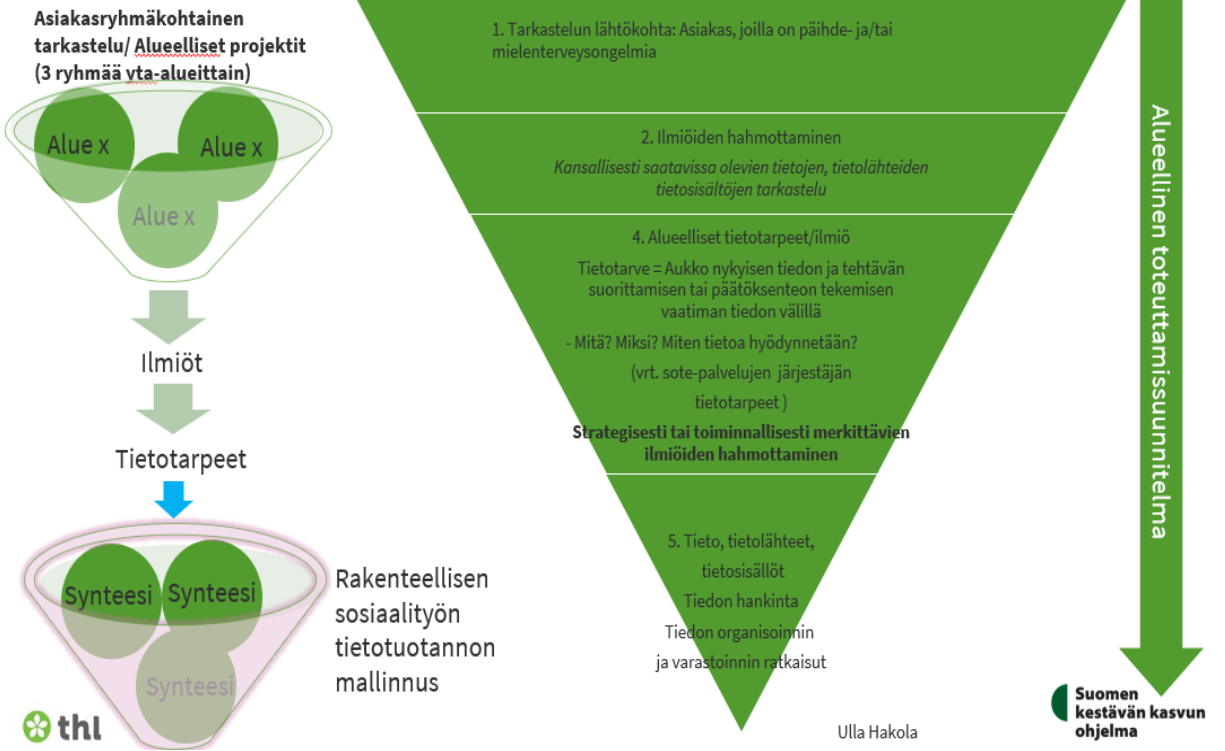 Asiakasryhmäkohtainen
tarkastelu/ Alueelliset projektit
(3 ryhmää yta-alueittain)
Alue x
Alue x
Alue x
Ilmiöt
Tietotarpeet
Synteesi
Synteesi
Synteesi
Rakenteellisen
sosiaalityön
tietotuotannon
mallinnus
thl
1. Tarkastelun lähtökohta: Asiakas, joilla on päihde- ja/tai
mielenterveysongelmia
2. Ilmiöiden hahmottaminen
Kansallisesti saatavissa olevien tietojen, tietolähteiden
tietosisältöjen tarkastelu
4. Alueelliset tietotarpeet/ilmiö
Tietotarve = Aukko nykyisen tiedon ja tehtävän
suorittamisen tai päätöksenteon tekemisen
vaatiman tiedon välillä
- Mitä? Miksi? Miten tietoa hyödynnetään?
(vrt. sote-palvelujen järjestäjän
tietotarpeet )
Strategisesti tai toiminnallisesti merkittävien
ilmiöiden hahmottaminen
5. Tieto, tietolähteet,
tietosisällöt
Tiedon hankinta
Tiedon organisoinnin
ja varastoinnin ratkaisut
Ulla Hakola
Alueellinen toteuttamissuunnitelma
Suomen
kestävän kasvun
ohjelma